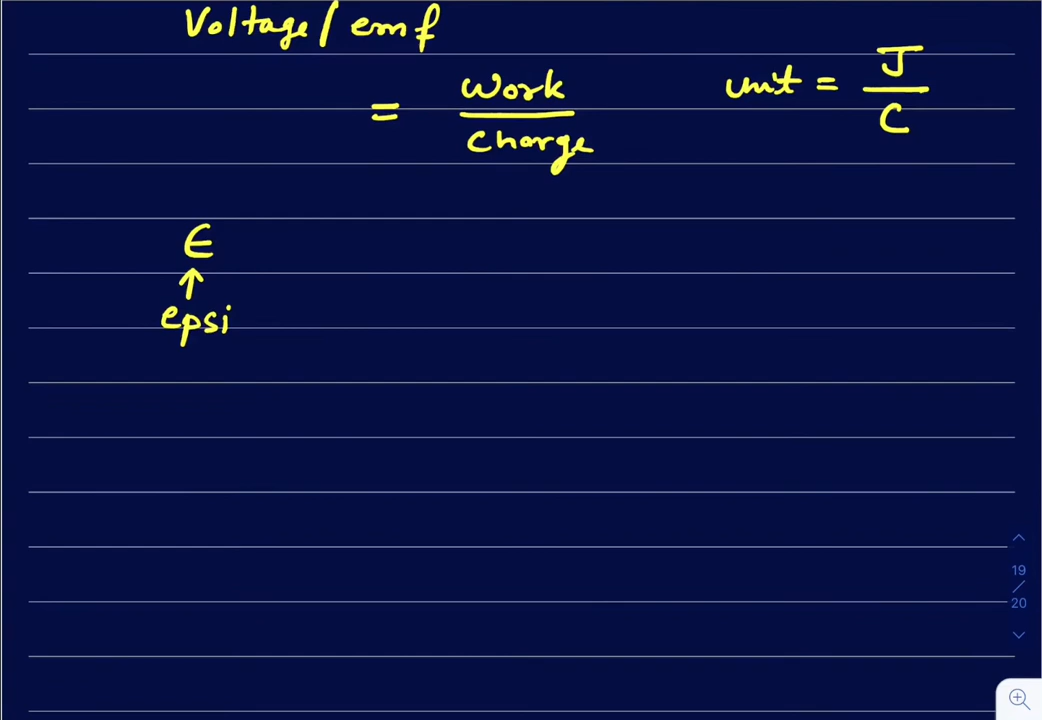 Voltage/emf
= Work / Charge
unit = J / C
ϵ
↑
epsi
19
/
20